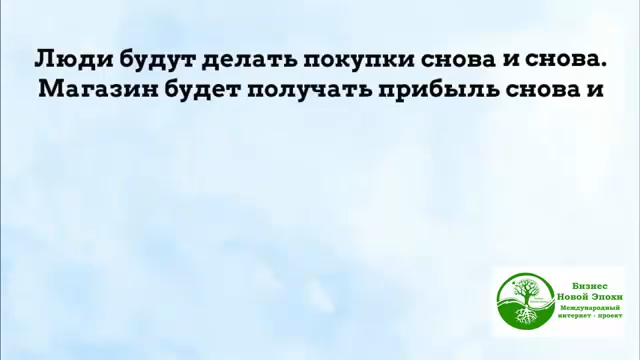 Люди будут делать покупки снова и снова.
Магазин будет получать прибыль снова и
Бизнес
Новой Эпохи
Международный
интернет - проект